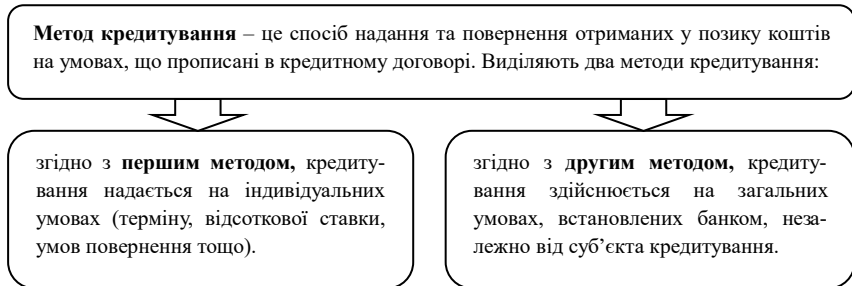 Метод кредитування – це спосіб надання та повернення отриманих у позику коштів
на умовах, що прописані в кредитному договорі. Виділяють два методи кредитування:
згідно з першим методом, кредиту-
вання надається на індивідуальних
умовах (терміну, відсоткової ставки,
умов повернення тощо).
згідно з другим методом, креди-
тування здійснюється на загальних
умовах, встановлених банком, неза-
лежно від суб’єкта кредитування.